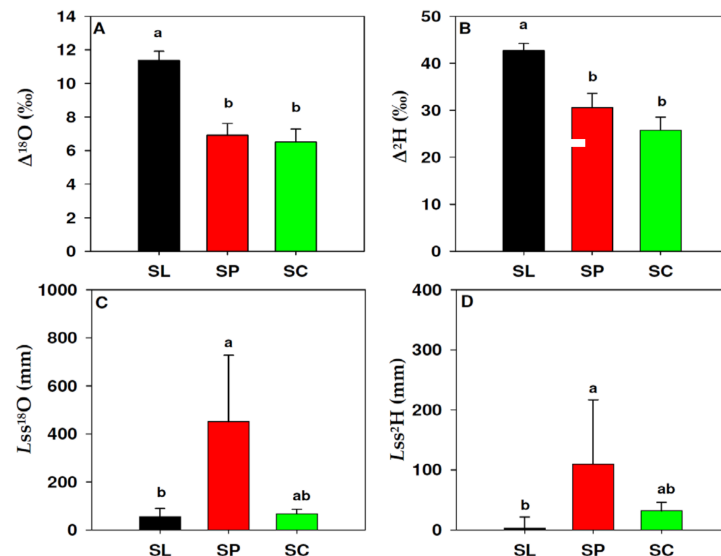 A
Δ¹⁸O (‰)
14
12
10
8
6
4
2
0
a
b
b
SL SP SC
B
Δ²H (‰)
50
40
30
20
10
0
a
b
b
SL SP SC
C
Lss¹⁸O (mm)
1000
800
600
400
200
0
b
a
ab
SL SP SC
D
Lss²H (mm)
400
300
200
100
0
b
a
ab
SL SP SC